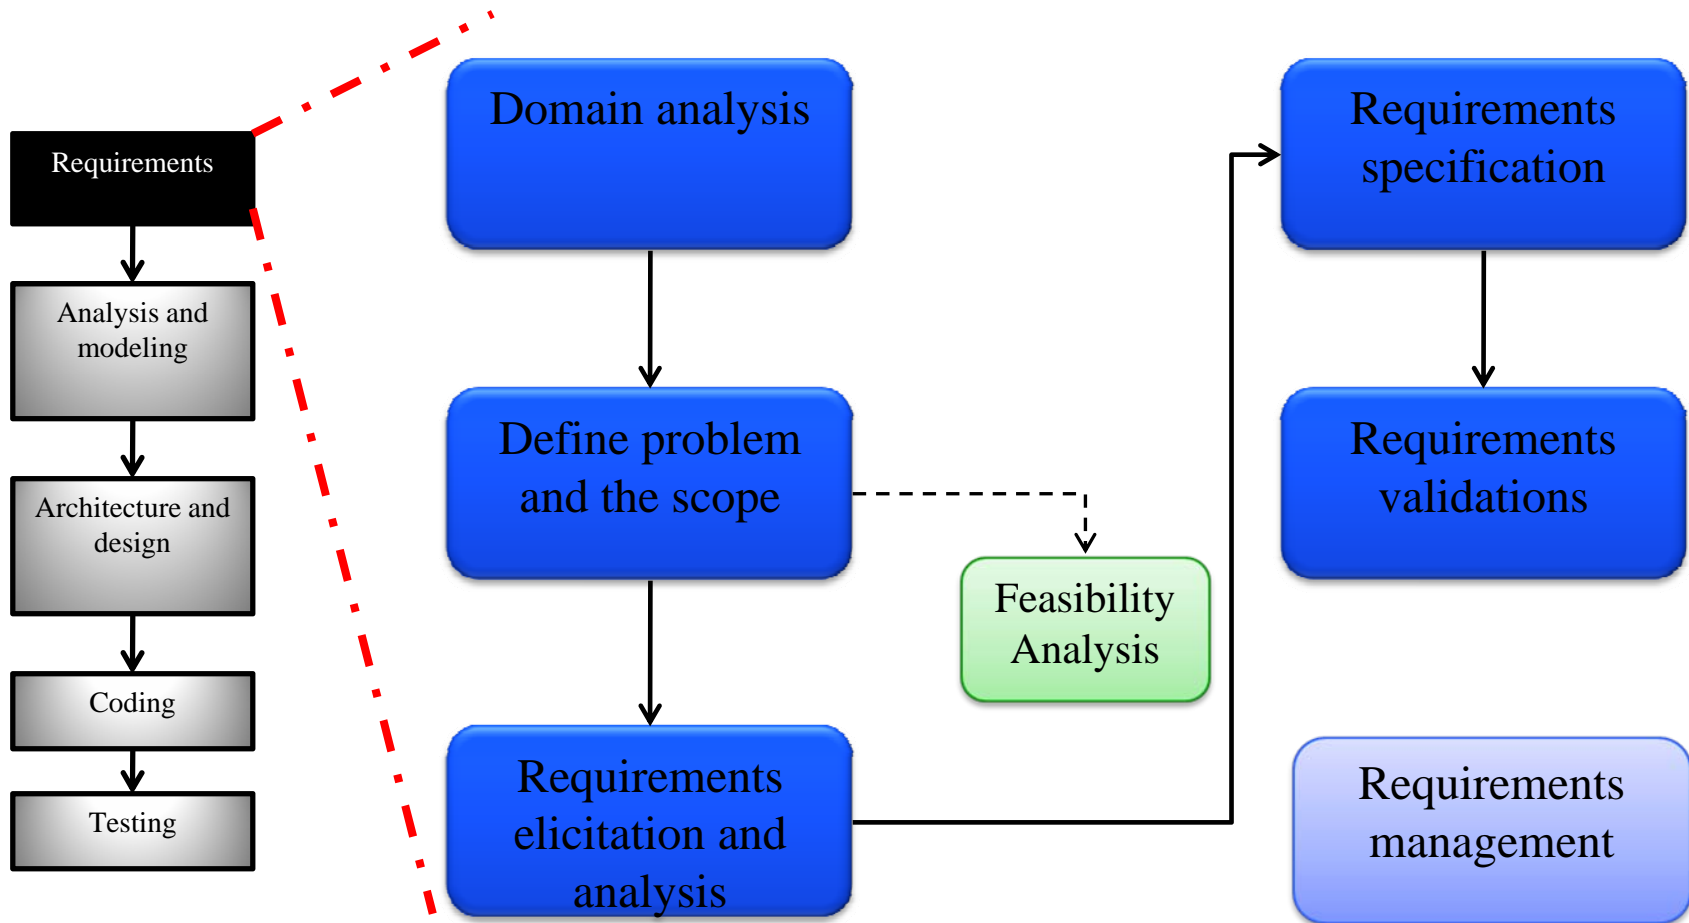 Requirements
Analysis and
modeling
Architecture and
design
Coding
Testing
Domain analysis
Define problem
and the scope
Feasibility
Analysis
Requirements
elicitation and
analysis
Requirements
specification
Requirements
validations
Requirements
management